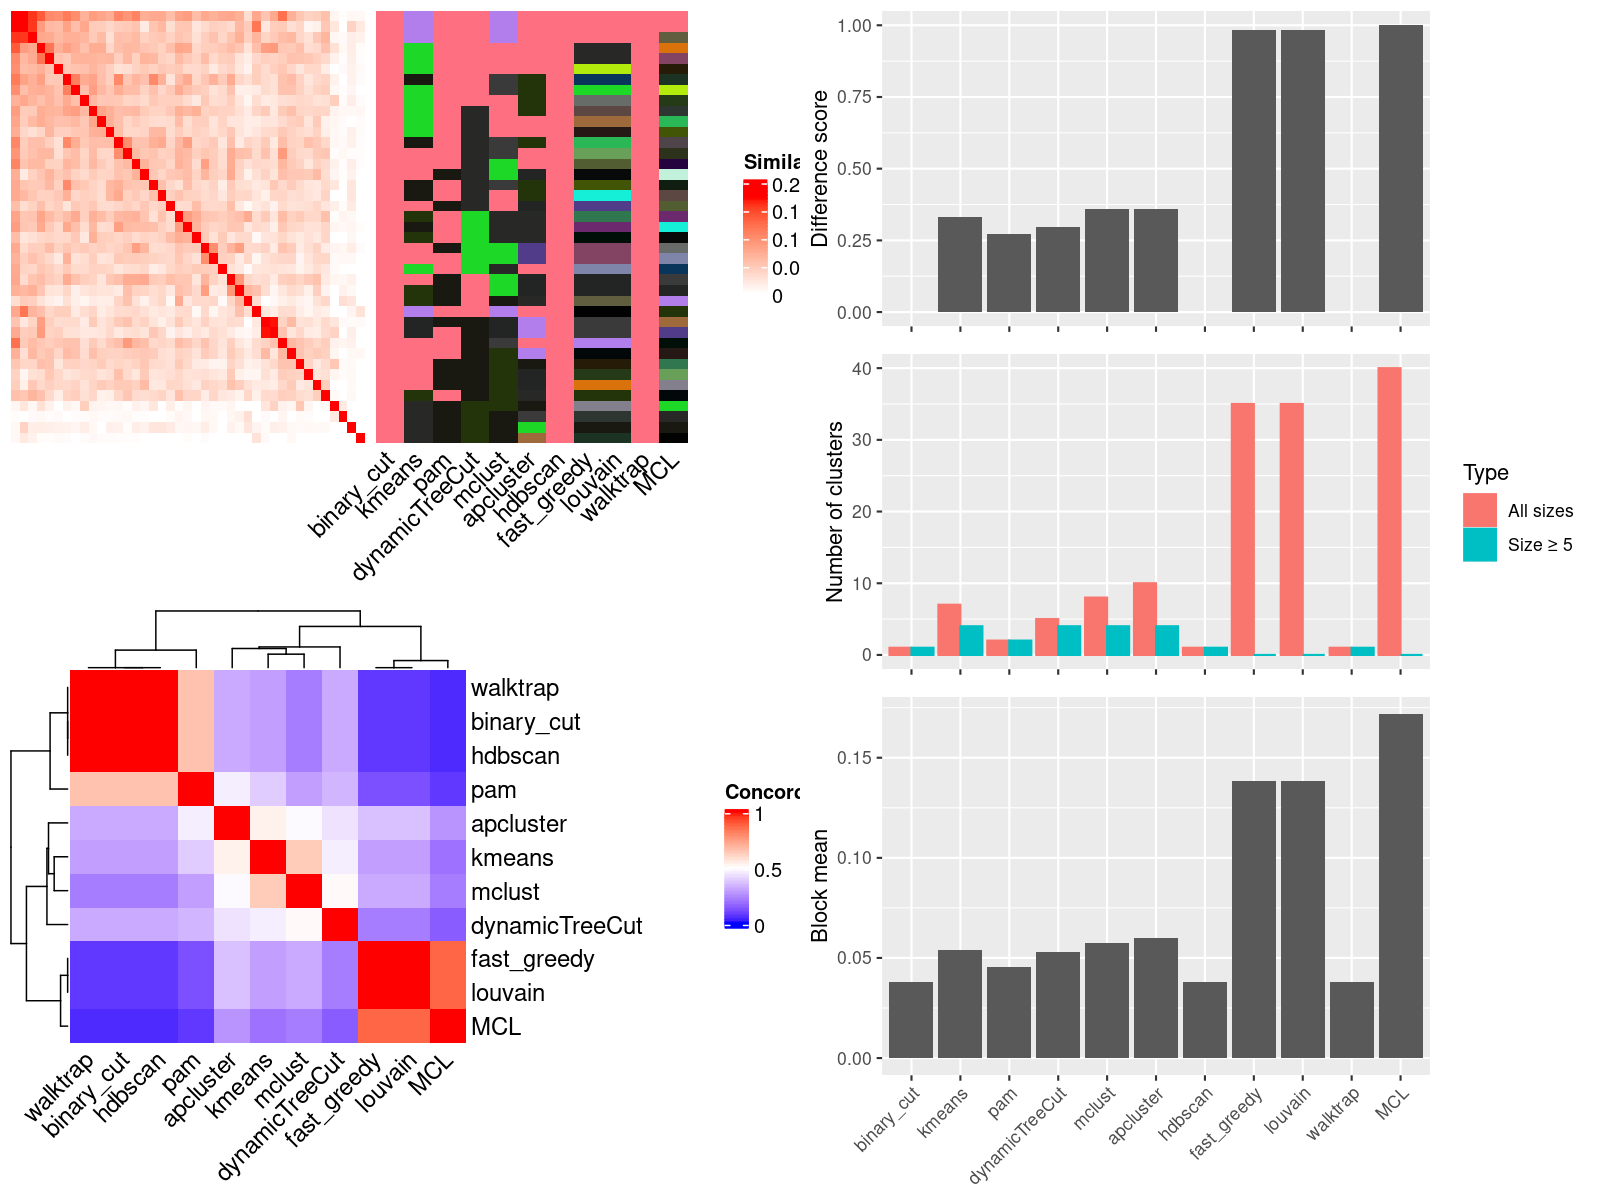 Simila
0.2
0.1
0.1
0.0
0
binary_cut
kmeans
pam
dynamicTreeCut
mclust
apcluster
hdbscan
fast_greedy
louvain
walktrap
MCL
walktrap
binary_cut
hdbscan
pam
apcluster
kmeans
mclust
dynamicTreeCut
fast_greedy
louvain
MCL
walktrap
binary_cut
hdbscan
pam
apcluster
kmeans
mclust
dynamicTreeCut
fast_greedy
louvain
MCL
Concord
1
0.5
0
Difference score
1.00
0.75
0.50
0.25
0.00
Number of clusters
40
30
20
10
0
Type
All sizes
Size ≥ 5
Block mean
0.15
0.10
0.05
0.00
binary_cut
kmeans
pam
dynamicTreeCut
mclust
apcluster
hdbscan
fast_greedy
louvain
walktrap
MCL